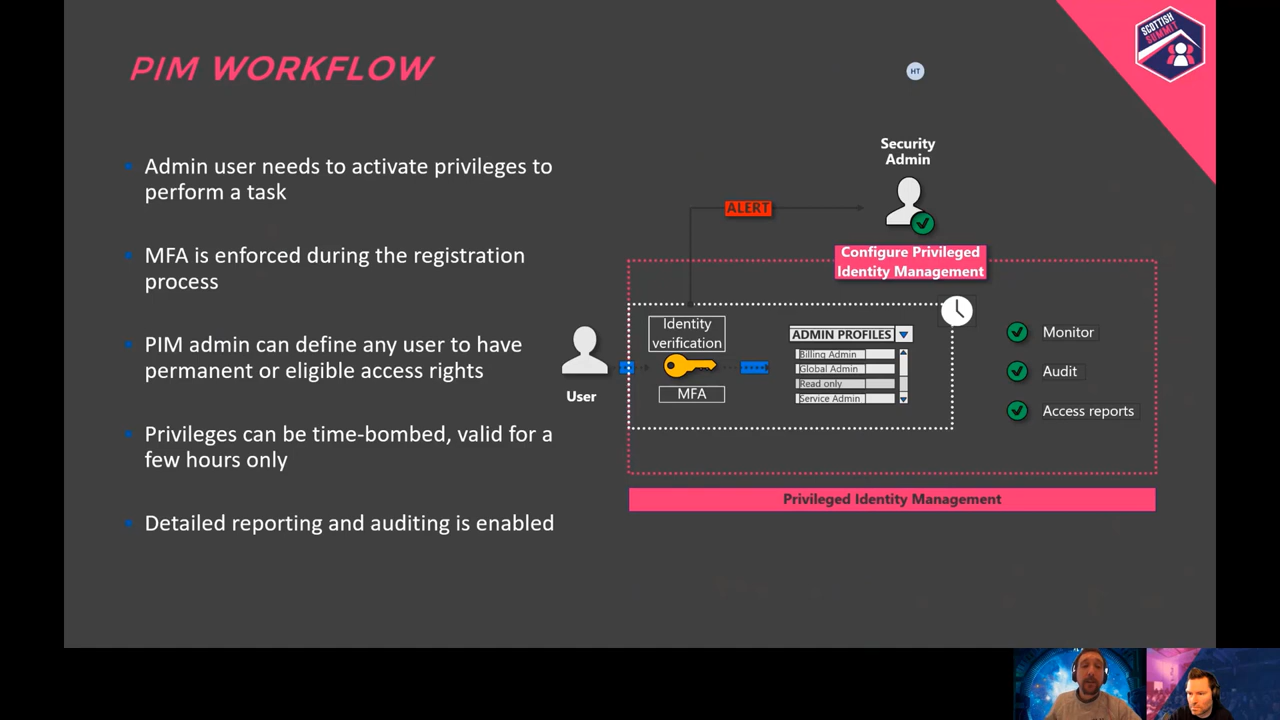 PIM WORKFLOW
SCOTTISH
SUMMIT
HT
Admin user needs to activate privileges to
perform a task
MFA is enforced during the registration
process
PIM admin can define any user to have
permanent or eligible access rights
Privileges can be time-bombed, valid for a
few hours only
Detailed reporting and auditing is enabled
Security
Admin
ALERT
Configure Privileged
Identity Management
Identity
verification
MFA
User
ADMIN PROFILES
Billing Admin
Global Admin
Read only
Service Admin
Monitor
Audit
Access reports
Privileged Identity Management